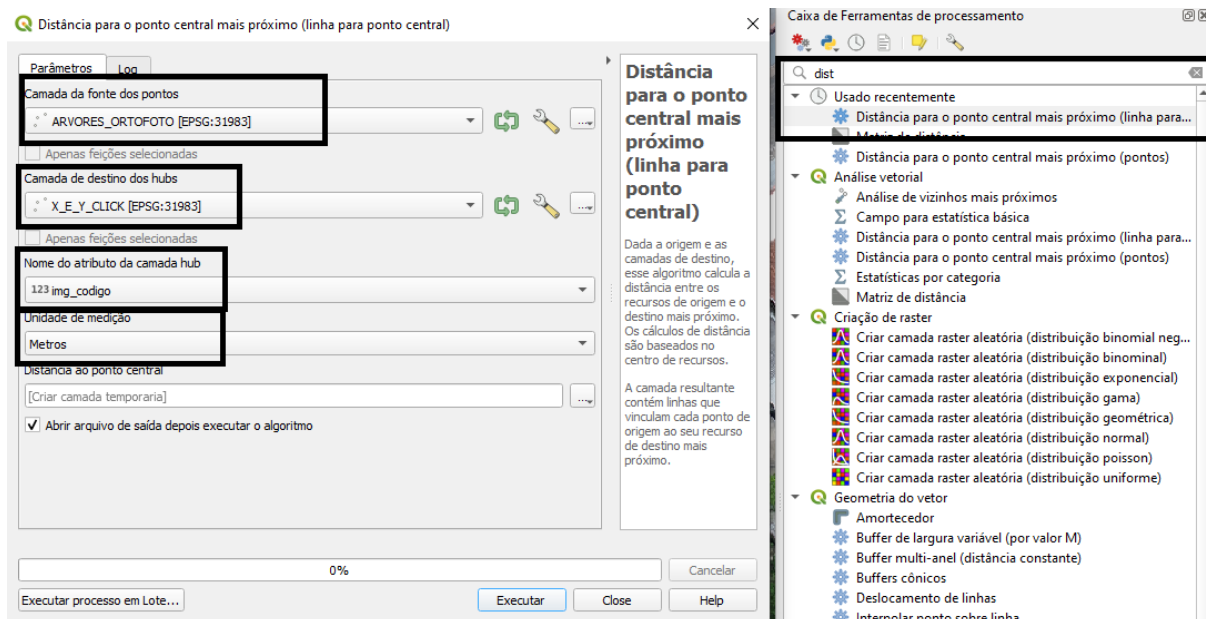 Distância para o ponto central mais próximo (linha para ponto central)
Parâmetros
Log
Camada da fonte dos pontos
ARVORES_ORTOFOTO [EPSG:31983]
Apenas feições selecionadas
Camada de destino dos hubs
X_E_Y_CLICK [EPSG:31983]
Apenas feições selecionadas
Nome do atributo da camada hub
123 img_codigo
Unidade de medição
Metros
Distância ao ponto central
[Criar camada temporaria]
Abrir arquivo de saída depois executar o algoritmo
Distância
para o ponto
central mais
próximo
(linha para
ponto
central)
Dada a origem e as
camadas de destino,
esse algoritmo calcula a
distância entre os
recursos de origem e o
destino mais próximo.
Os cálculos de distância
são baseados no
centro de recursos.
A camada resultante
contém linhas que
vinculam cada ponto de
origem ao seu recurso
de destino mais
próximo.
0%
Cancelar
Executar processo em Lote...
Executar
Close
Help
Caixa de Ferramentas de processamento
dist
Usado recentemente
Distância para o ponto central mais próximo (linha para...
Matriz de distância
Distância para o ponto central mais próximo (pontos)
Análise vetorial
Análise de vizinhos mais próximos
Campo para estatística básica
Distância para o ponto central mais próximo (linha para...
Distância para o ponto central mais próximo (pontos)
Estatísticas por categoria
Matriz de distância
Criação de raster
Criar camada raster aleatória (distribuição binomial neg...
Criar camada raster aleatória (distribuição binominal)
Criar camada raster aleatória (distribuição exponencial)
Criar camada raster aleatória (distribuição gama)
Criar camada raster aleatória (distribuição geométrica)
Criar camada raster aleatória (distribuição normal)
Criar camada raster aleatória (distribuição poisson)
Criar camada raster aleatória (distribuição uniforme)
Geometria do vetor
Amortecedor
Buffer de largura variável (por valor M)
Buffer multi-anel (distância constante)
Buffers cônicos
Deslocamento de linhas
Interpolar ponto sobre linha